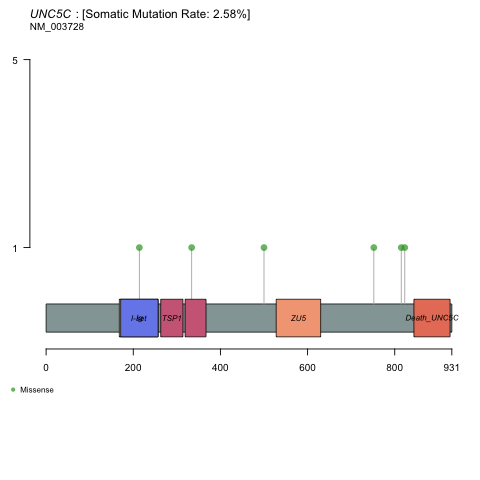 UNC5C : [Somatic Mutation Rate: 2.58%]
NM_003728
5
1
TSP1
ZU5
Death_UNC5C
0
200
400
600
800
931
Missense